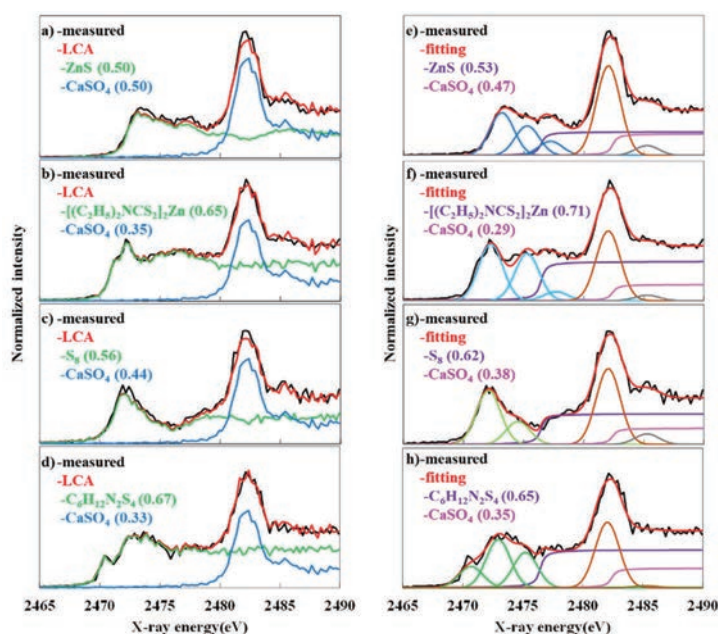 a) -measured
-LCA
-ZnS (0.50)
-CaSO₄ (0.50)
b) -measured
-LCA
-[(C₂H₅)₂NCS₂]₂Zn (0.65)
-CaSO₄ (0.35)
c) -measured
-LCA
-S₈ (0.56)
-CaSO₄ (0.44)
d) -measured
-LCA
-C₆H₁₂N₂S₄ (0.67)
-CaSO₄ (0.33)
Normalized intensity
2465 2470 2475 2480 2485 2490
X-ray energy(eV)
e) -measured
-fitting
-ZnS (0.53)
-CaSO₄ (0.47)
f) -measured
-fitting
-[(C₂H₅)₂NCS₂]₂Zn (0.71)
-CaSO₄ (0.29)
g) -measured
-fitting
-S₈ (0.62)
-CaSO₄ (0.38)
h) -measured
-fitting
-C₆H₁₂N₂S₄ (0.65)
-CaSO₄ (0.35)
Normalized intensity
2465 2470 2475 2480 2485 2490
X-ray energy(eV)